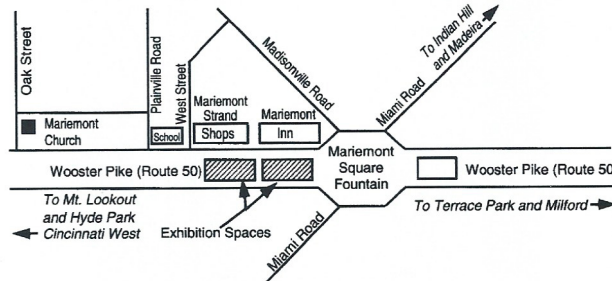 Oak Street
Plainville Road
West Street
Madisonville Road
Miami Road
To Indian Hill
and Madeira
Mariemont
Church
School
Mariemont
Strand
Shops
Mariemont
Inn
Mariemont
Square
Fountain
Wooster Pike (Route 50)
Wooster Pike (Route 50
To Mt. Lookout
and Hyde Park
Cincinnati West
Exhibition Spaces
Miami Road
To Terrace Park and Milford